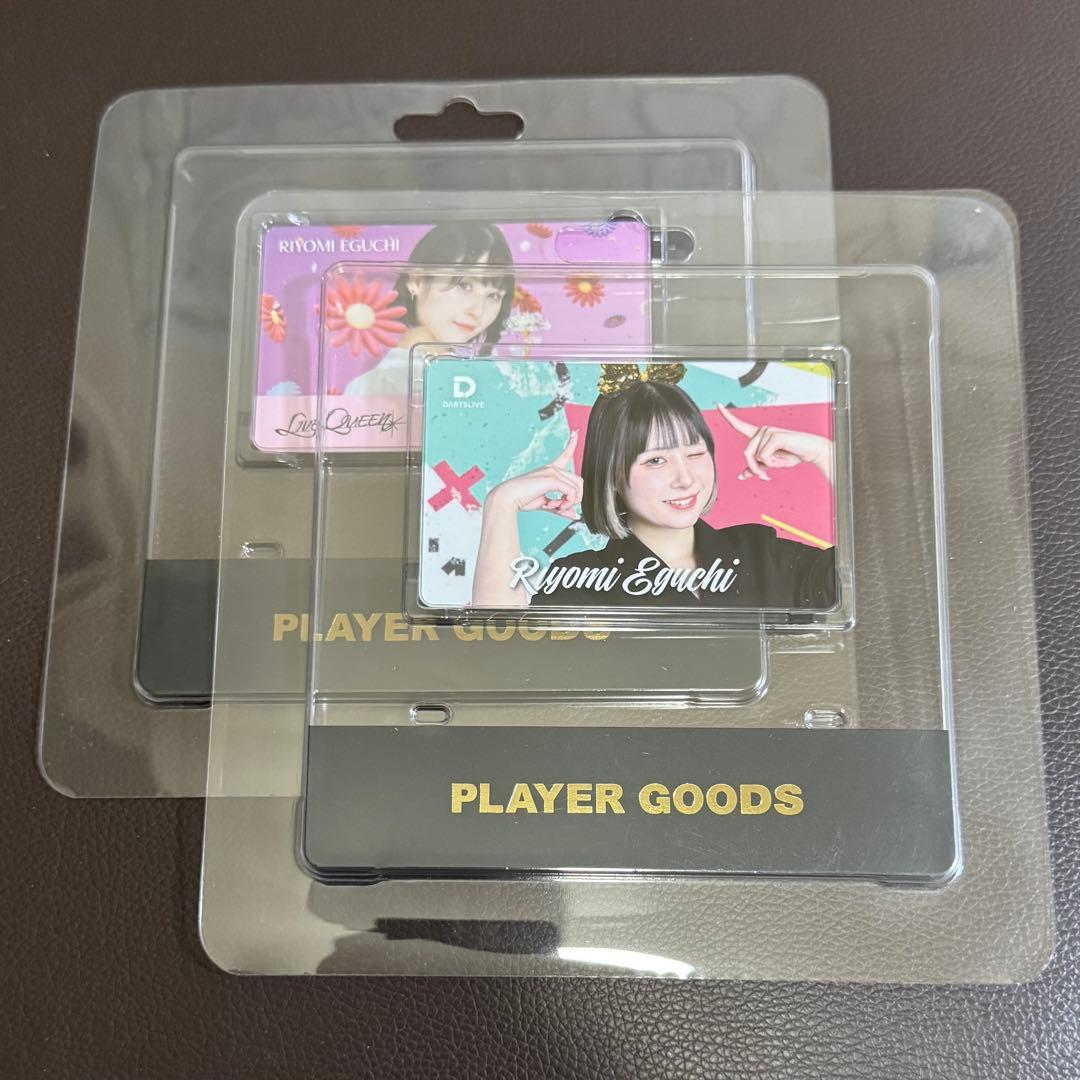 RIYOMI EGUCHI
Live Queen
DARTSLIVE
Riyomi Eguchi
PLAYER GOODS
PLAYER GOODS